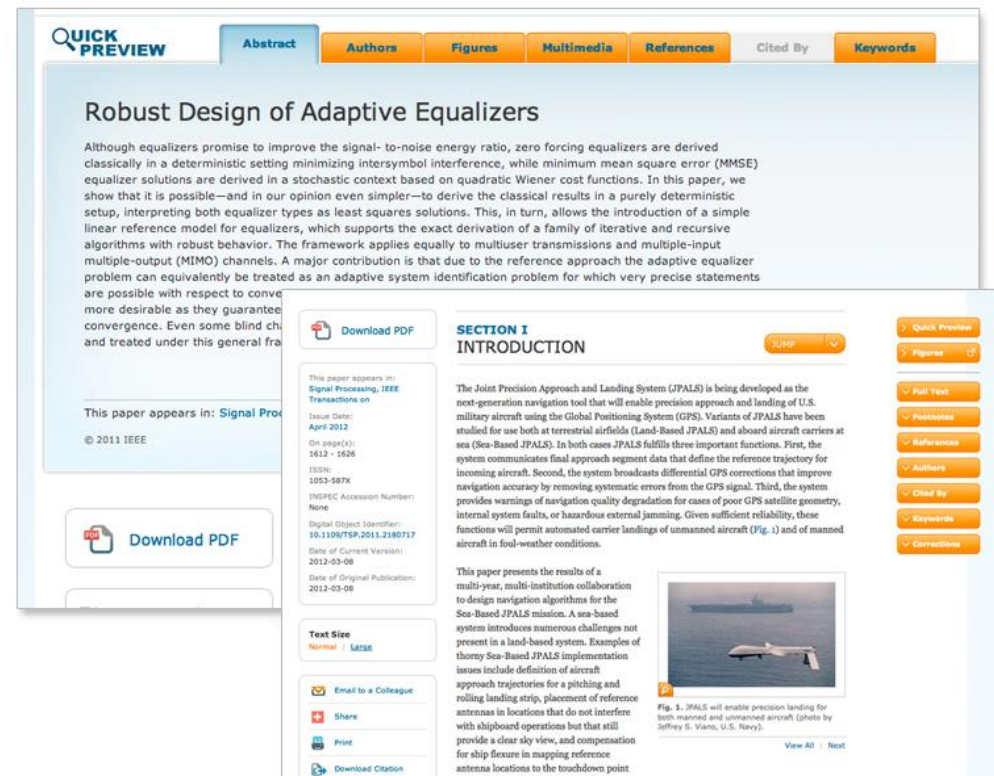 QUICK
PREVIEW
Abstract
Authors
Figures
Multimedia
References
Cited By
Keywords
Robust Design of Adaptive Equalizers
Although equalizers promise to improve the signal- to-noise energy ratio, zero forcing equalizers are derived
classically in a deterministic setting minimizing intersymbol interference, while minimum mean square error (MMSE)
equalizer solutions are derived in a stochastic context based on quadratic Wiener cost functions. In this paper, we
show that it is possible—and in our opinion even simpler—to derive the classical results in a purely deterministic
setup, interpreting both equalizer types as least squares solutions. This, in turn, allows the introduction of a simple
linear reference model for equalizers, which supports the exact derivation of a family of iterative and recursive
algorithms with robust behavior. The framework applies equally to multiuser transmissions and multiple-input
multiple-output (MIMO) channels. A major contribution is that due to the reference approach the adaptive equalizer
problem can equivalently be treated as an adaptive system identification problem for which very precise statements
are possible with respect to conve
more desirable as they guarantee
convergence. Even some blind cha
and treated under this general fra
This paper appears in: Signal Proc
© 2011 IEEE
Download PDF
Download PDF
This paper appears in:
Signal Processing, IEEE
Transactions on
Issue Date:
April 2012
On page(s):
1612 - 1626
ISSN:
1053-587X
INSPEC Accession Number:
None
Digital Object Identifier:
10.1109/TSP.2011.2180717
Date of Current Version:
2012-03-08
Date of Original Publication:
2012-03-08
Text Size
Normal | Large
Email to a Colleague
Share
Print
Download Citation
SECTION I
INTRODUCTION
JUMP
The Joint Precision Approach and Landing System (JPALS) is being developed as the
next-generation navigation tool that will enable precision approach and landing of U.S.
military aircraft using the Global Positioning System (GPS). Variants of JPALS have been
studied for use both at terrestrial airfields (Land-Based JPALS) and aboard aircraft carriers at
sea (Sea-Based JPALS). In both cases JPALS fulfills three important functions. First, the
system communicates final approach segment data that define the reference trajectory for
incoming aircraft. Second, the system broadcasts differential GPS corrections that improve
navigation accuracy by removing systematic errors from the GPS signal. Third, the system
provides warnings of navigation quality degradation for cases of poor GPS satellite geometry,
internal system faults, or hazardous external jamming. Given sufficient reliability, these
functions will permit automated carrier landings of unmanned aircraft (Fig. 1) and of manned
aircraft in foul-weather conditions.
This paper presents the results of a
multi-year, multi-institution collaboration
to design navigation algorithms for the
Sea-Based JPALS mission. A sea-based
system introduces numerous challenges not
present in a land-based system. Examples of
thorny Sea-Based JPALS implementation
issues include definition of aircraft
approach trajectories for a pitching and
rolling landing strip, placement of reference
antennas in locations that do not interfere
with shipboard operations but that still
provide a clear sky view, and compensation
for ship flexure in mapping reference
antenna locations to the touchdown point
Fig. 1. JPALS will enable precision landing for
both manned and unmanned aircraft (photo by
Jeffrey S. Viano, U.S. Navy).
View All | Next
Quick Preview
Figures
Full Text
Footnotes
References
Authors
Cited By
Keywords
Corrections